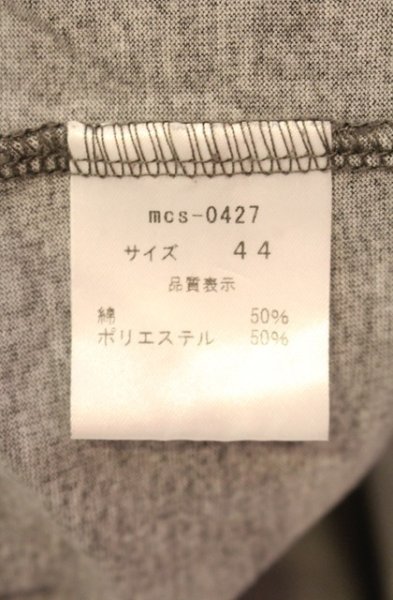 mcs-0427
サイズ 44
品質表示
綿 50%
ポリエステル 50%